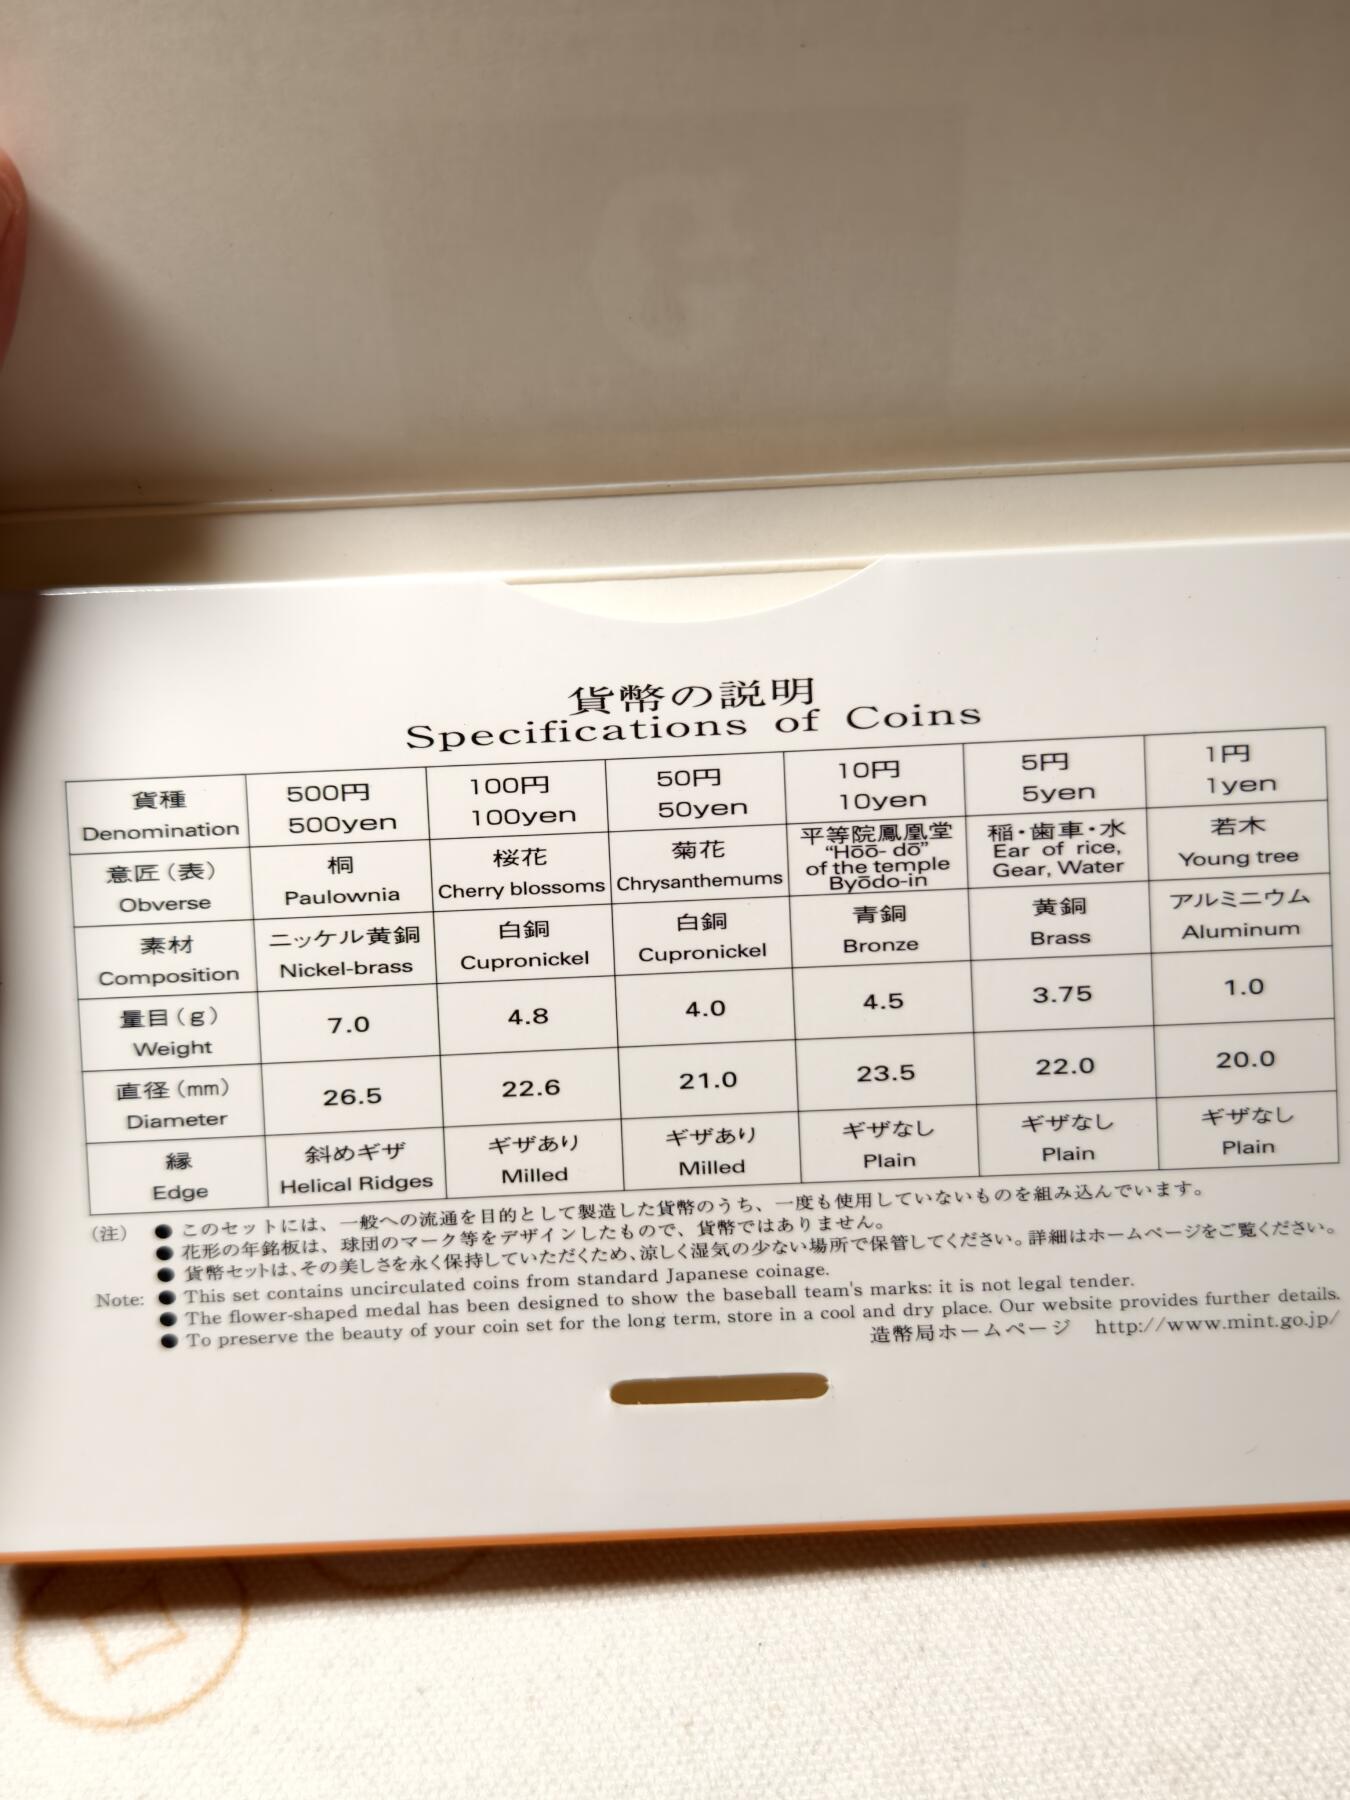 貨幣の説明
Specifications of Coins
貨種 500円 100円 50円 10円 5円 1円
Denomination 500yen 100yen 50yen 10yen 5yen 1yen
意匠(表) 桐 桜花 菊花 平等院鳳凰堂 稲・歯車・水 若木
Obverse Paulownia Cherry blossoms Chrysanthemums “Hōō- dō” of the temple Byōdo-in Ear of rice, Gear, Water Young tree
素材 ニッケル黄銅 白銅 白銅 青銅 黄銅 アルミニウム
Composition Nickel-brass Cupronickel Cupronickel Bronze Brass Aluminum
量目(g) 7.0 4.8 4.0 4.5 3.75 1.0
Weight
直径(mm) 26.5 22.6 21.0 23.5 22.0 20.0
Diameter
縁 斜めギザ ギザあり ギザあり ギザなし ギザなし ギザなし
Edge Helical Ridges Milled Milled Plain Plain Plain
(注) ●このセットには、一般への流通を目的として製造した貨幣のうち、一度も使用していないものを組み込んでいます。
●花形の年銘板は、球団のマーク等をデザインしたもので、貨幣ではありません。
●貨幣セットは、その美しさを永く保持していただくため、涼しく湿気の少ない場所で保管してください。詳細はホームページをご覧ください。
Note: ●This set contains uncirculated coins from standard Japanese coinage.
●The flower-shaped medal has been designed to show the baseball team's marks: it is not legal tender.
●To preserve the beauty of your coin set for the long term, store in a cool and dry place. Our website provides further details.
造幣局ホームページ http://www.mint.go.jp/